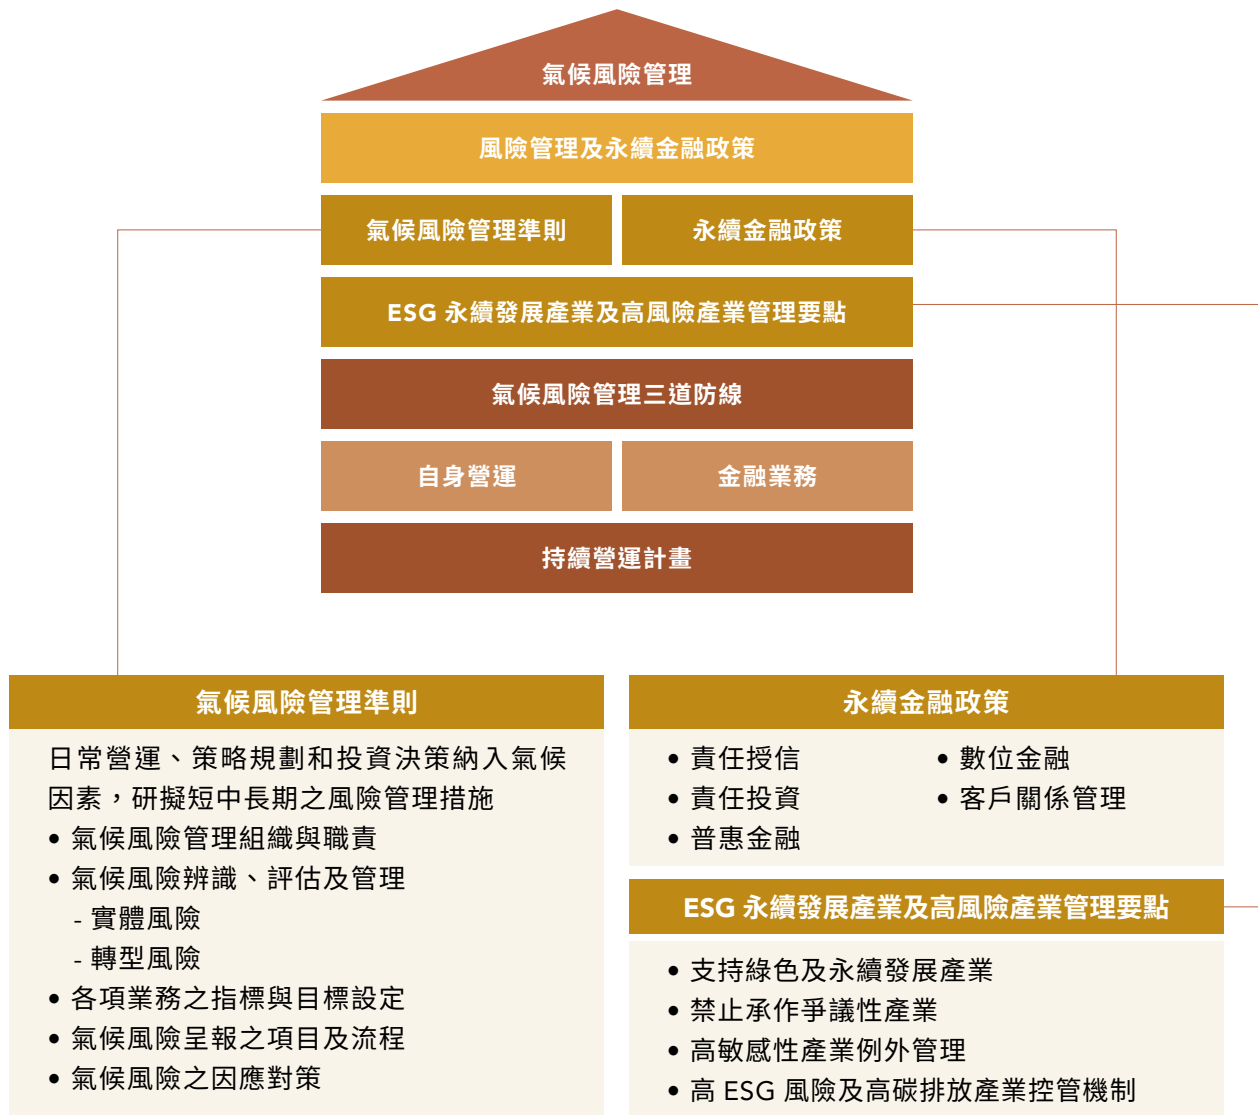 氣候風險管理
風險管理及永續金融政策
氣候風險管理準則
永續金融政策
ESG 永續發展產業及高風險產業管理要點
氣候風險管理三道防線
自身營運
金融業務
持續營運計畫
氣候風險管理準則
日常營運、策略規劃和投資決策納入氣候
因素，研擬短中長期之風險管理措施
• 氣候風險管理組織與職責
• 氣候風險辨識、評估及管理
- 實體風險
- 轉型風險
• 各項業務之指標與目標設定
• 氣候風險呈報之項目及流程
• 氣候風險之因應對策
永續金融政策
• 責任授信
• 責任投資
• 普惠金融
• 數位金融
• 客戶關係管理
ESG 永續發展產業及高風險產業管理要點
• 支持綠色及永續發展產業
• 禁止承作爭議性產業
• 高敏感性產業例外管理
• 高 ESG 風險及高碳排放產業控管機制